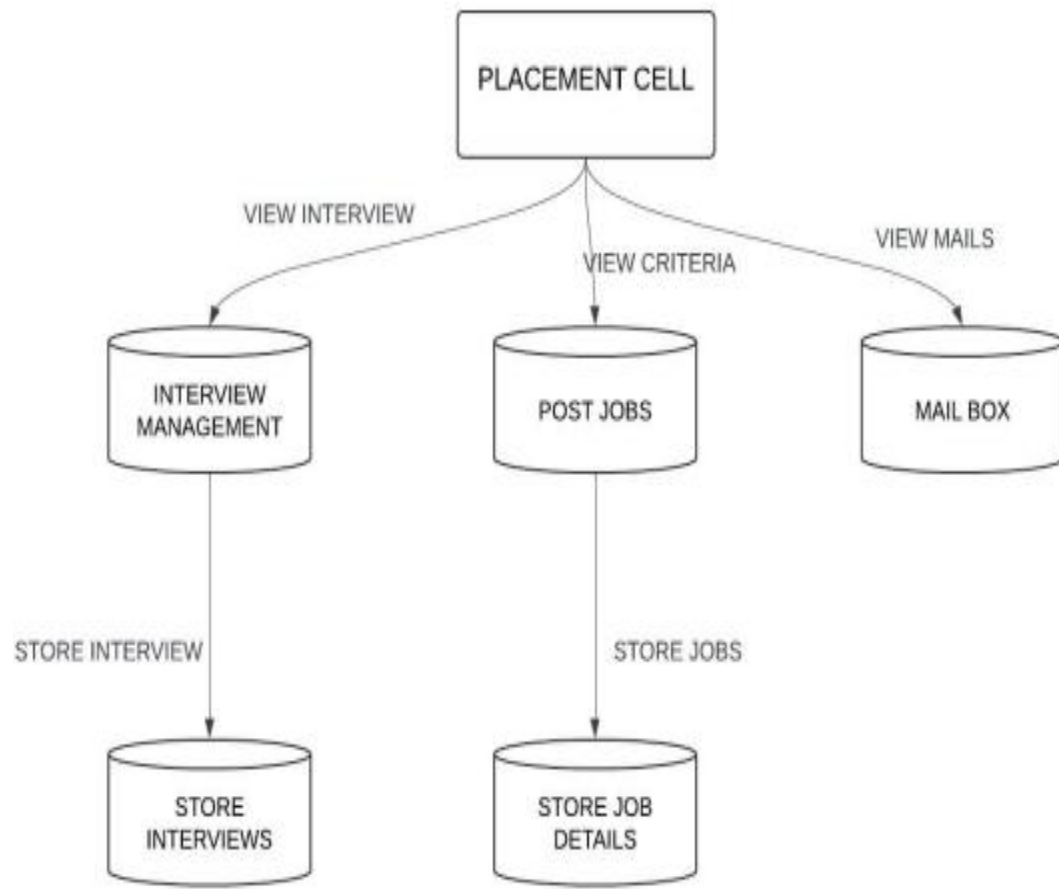 PLACEMENT CELL
VIEW INTERVIEW
VIEW MAILS
VIEW CRITERIA
INTERVIEW
MANAGEMENT
POST JOBS
MAIL BOX
STORE INTERVIEW
STORE JOBS
STORE
INTERVIEWS
STORE JOB
DETAILS